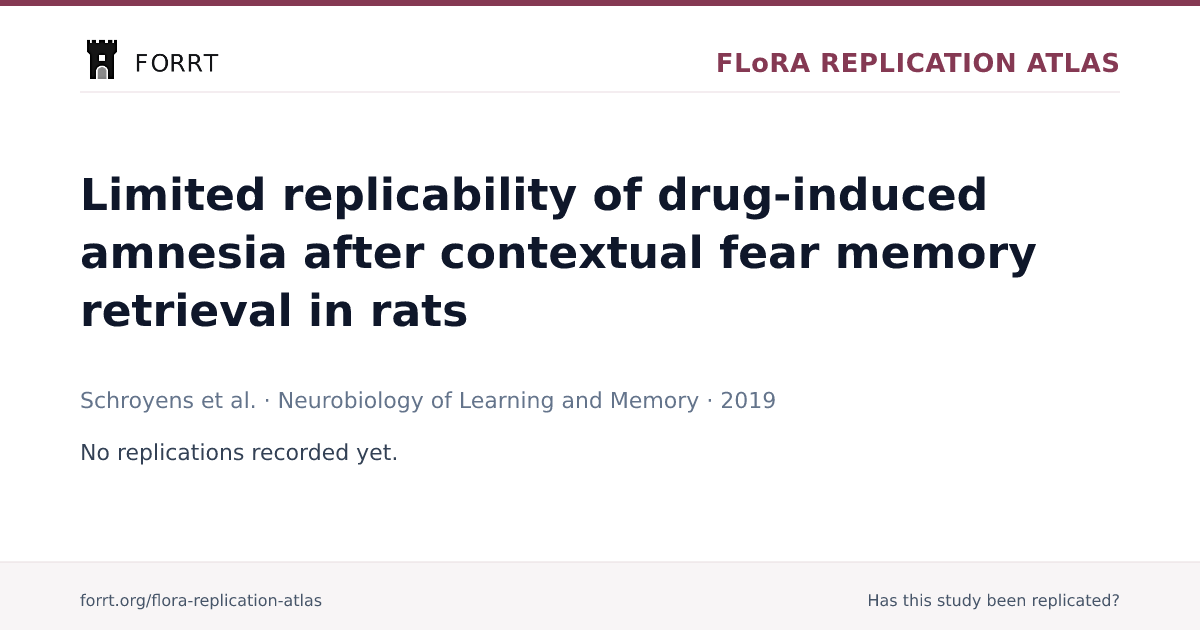 FORRT
FLoRA REPLICATION ATLAS
Limited replicability of drug-induced
amnesia after contextual fear memory
retrieval in rats
Schroyens et al. · Neurobiology of Learning and Memory · 2019
No replications recorded yet.
forrt.org/flora-replication-atlas
Has this study been replicated?